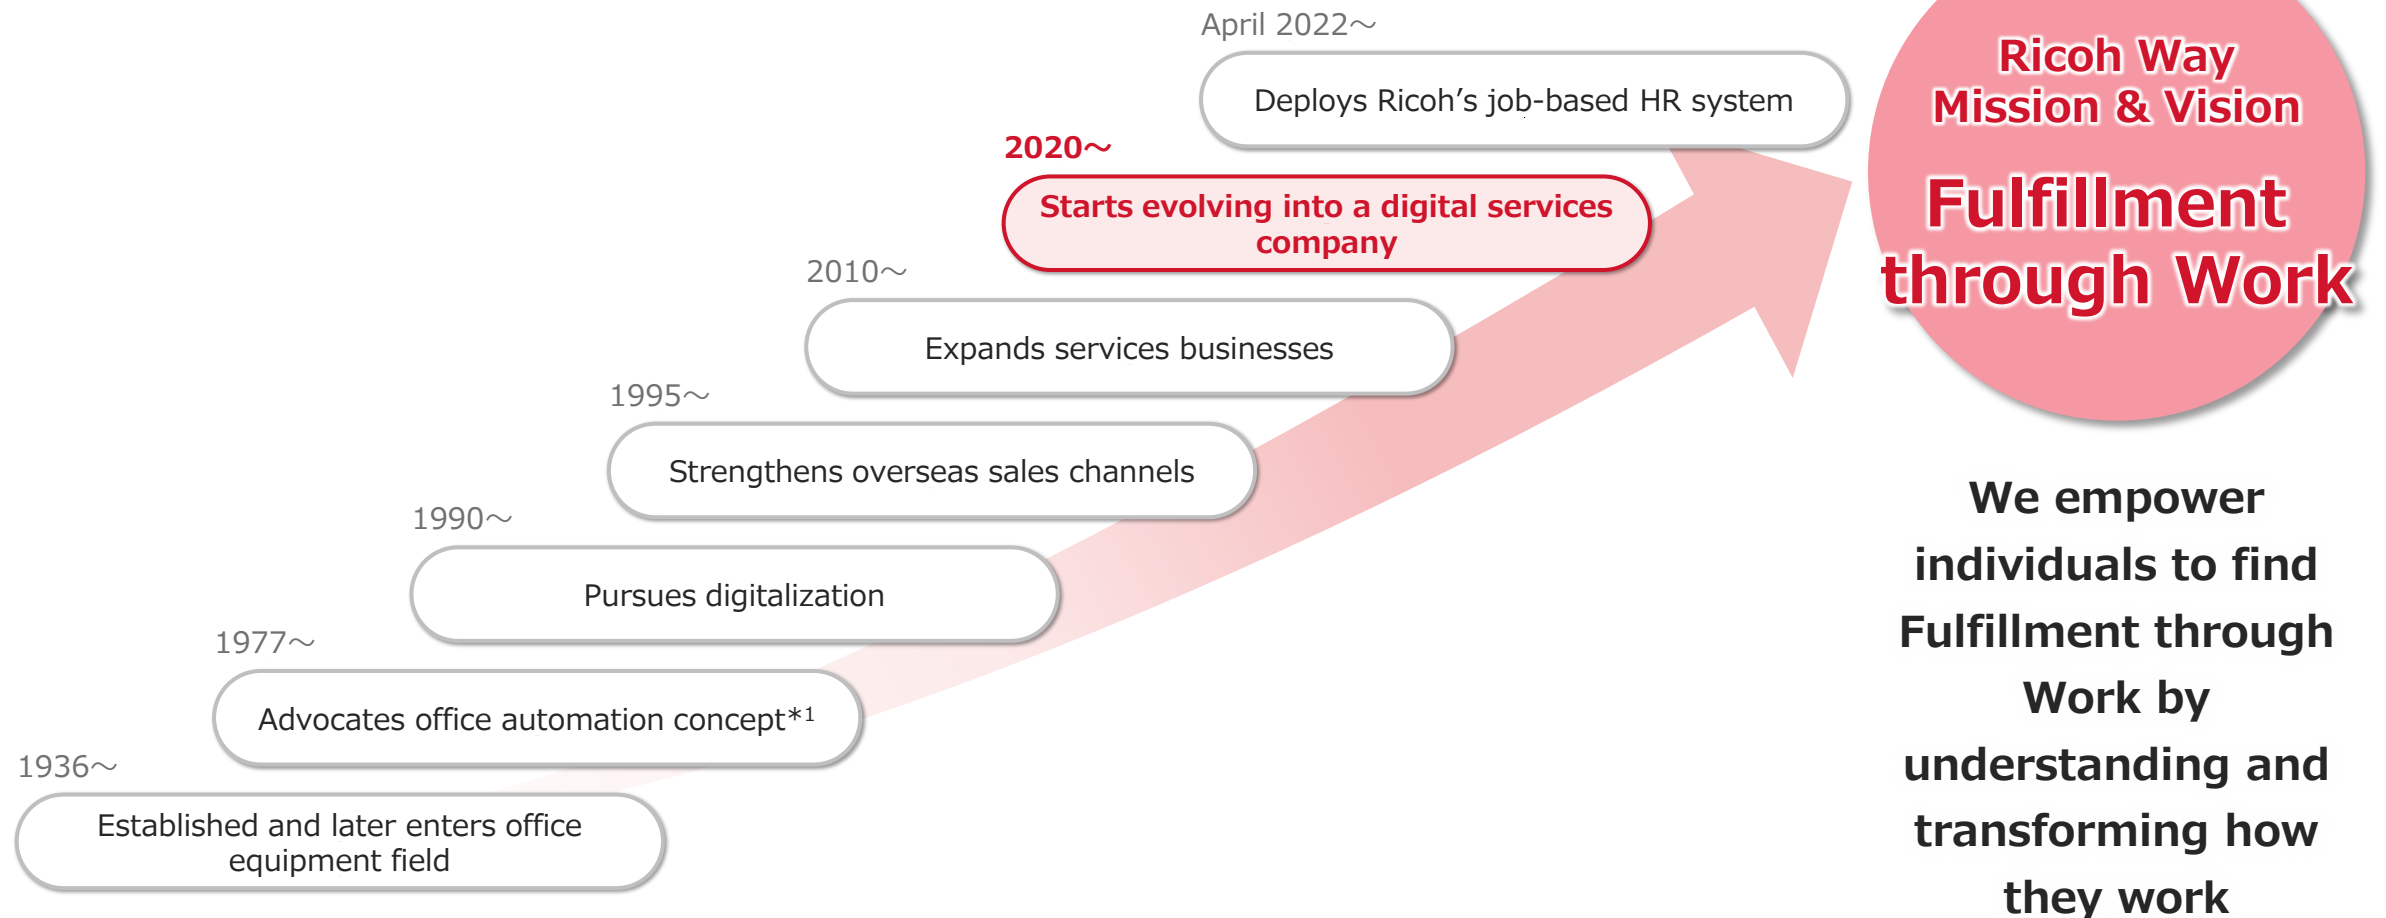 April 2022～
Deploys Ricoh’s job-based HR system
2020～
Starts evolving into a digital services
company
2010～
Expands services businesses
1995～
Strengthens overseas sales channels
1990～
Pursues digitalization
1977～
Advocates office automation concept*1
1936～
Established and later enters office
equipment field
Ricoh Way
Mission & Vision
Fulfillment
through Work
We empower
individuals to find
Fulfillment through
Work by
understanding and
transforming how
they work